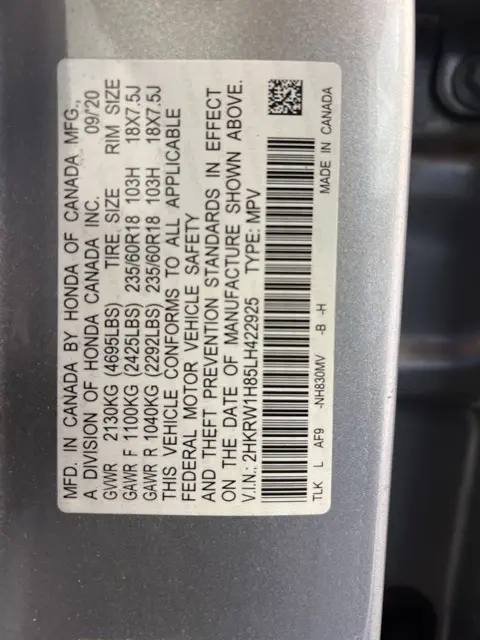 MFD. IN CANADA BY HONDA OF CANADA MFG.,
A DIVISION OF HONDA CANADA INC. 09/20
GVWR 2130KG (4695LBS) TIRE SIZE RIM SIZE
GAWR F 1100KG (2425LBS) 235/60R18 103H 18X7.5J
GAWR R 1040KG (2292LBS) 235/60R18 103H 18X7.5J
THIS VEHICLE CONFORMS TO ALL APPLICABLE
FEDERAL MOTOR VEHICLE SAFETY
AND THEFT PREVENTION STANDARDS IN EFFECT
ON THE DATE OF MANUFACTURE SHOWN ABOVE.
V.I.N.: 2HKRW1H85LH422925 TYPE: MPV
TLK L AF9 -NH830MV -B -H MADE IN CANADA